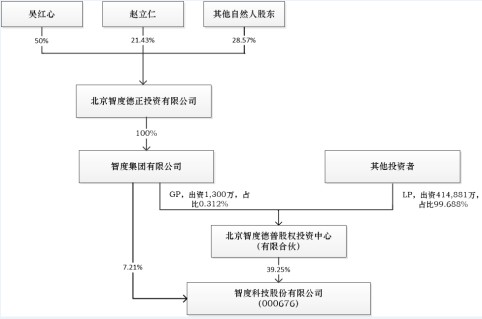 吴红心
赵立仁
其他自然人股东
50%
21.43%
28.57%
北京智度德正投资有限公司
100%
智度集团有限公司
其他投资者
GP，出资1,300万，占
比0.312%
LP，出资414,881万，
占比99.688%
北京智度德普股权投资中心
（有限合伙）
7.21%
39.25%
智度科技股份有限公司
（000676）